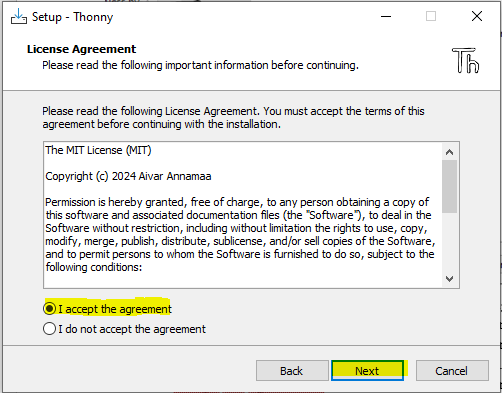 Setup - Thonny
License Agreement
Please read the following important information before continuing.
Th
Please read the following License Agreement. You must accept the terms of this
agreement before continuing with the installation.
The MIT License (MIT)
Copyright (c) 2024 Aivar Annamaa
Permission is hereby granted, free of charge, to any person obtaining a copy of
this software and associated documentation files (the "Software"), to deal in the
Software without restriction, including without limitation the rights to use, copy,
modify, merge, publish, distribute, sublicense, and/or sell copies of the Software,
and to permit persons to whom the Software is furnished to do so, subject to the
following conditions:
I accept the agreement
I do not accept the agreement
Back
Next
Cancel